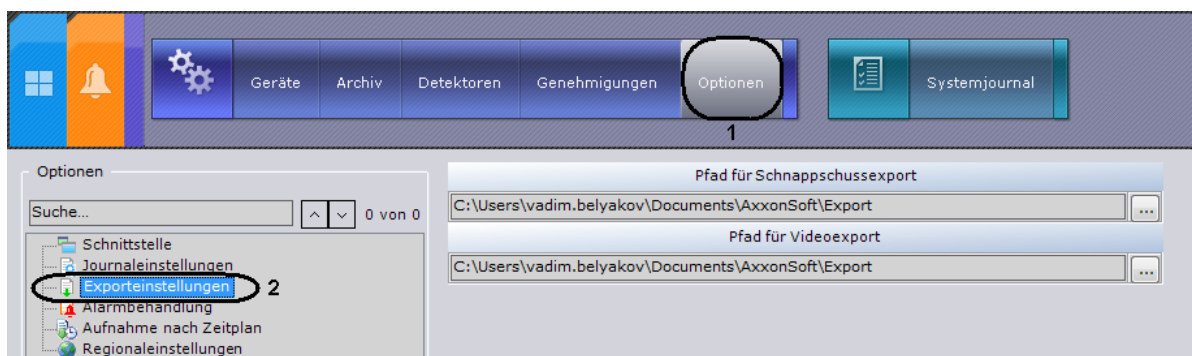 Geräte Archiv Detektoren Genehmigungen Optionen Systemjournal
1
Optionen
Pfad für Schnappschussexport
Suche... 0 von 0
C:\Users\vadim.belyakov\Documents\AxxonSoft\Export ...
Pfad für Videoexport
C:\Users\vadim.belyakov\Documents\AxxonSoft\Export ...
Schnittstelle
Journaleinstellungen
Exporteinstellungen 2
Alarmbehandlung
Aufnahme nach Zeitplan
Regionaleinstellungen